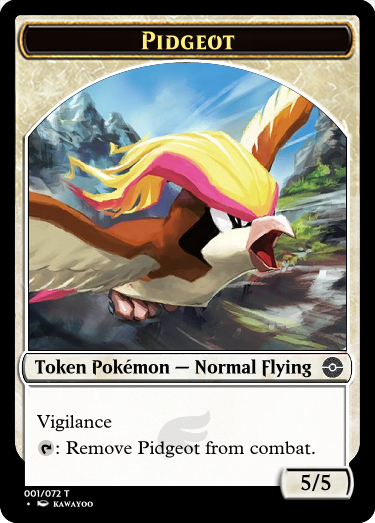 Pidgeot
Token Pokémon — Normal Flying
Vigilance
: Remove Pidgeot from combat.
5/5
001/072 T
• KAWAYOO